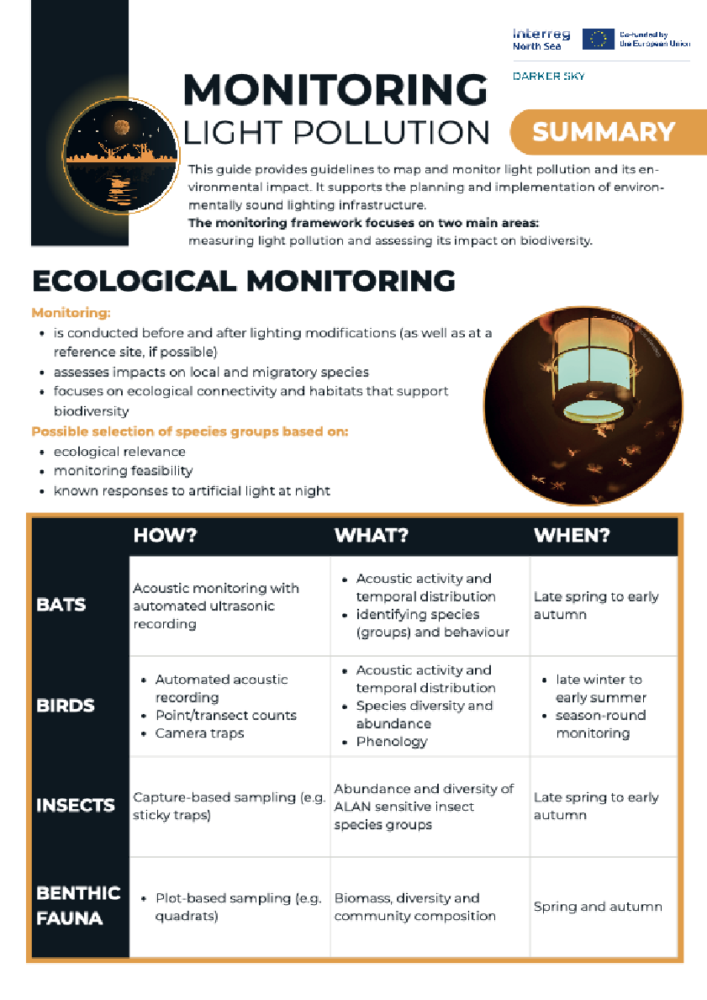 Interreg
North Sea
Co-funded by
the European Union
DARKER SKY
MONITORING
LIGHT POLLUTION
SUMMARY
This guide provides guidelines to map and monitor light pollution and its en-
vironmental impact. It supports the planning and implementation of environ-
mentally sound lighting infrastructure.
The monitoring framework focuses on two main areas:
measuring light pollution and assessing its impact on biodiversity.
ECOLOGICAL MONITORING
Monitoring:
• is conducted before and after lighting modifications (as well as at a
reference site, if possible)
• assesses impacts on local and migratory species
• focuses on ecological connectivity and habitats that support
biodiversity
Possible selection of species groups based on:
• ecological relevance
• monitoring feasibility
• known responses to artificial light at night
HOW? WHAT? WHEN?
BATS
Acoustic monitoring with
automated ultrasonic
recording
• Acoustic activity and
temporal distribution
• identifying species
(groups) and behaviour
Late spring to early
autumn
BIRDS
• Automated acoustic
recording
• Point/transect counts
• Camera traps
• Acoustic activity and
temporal distribution
• Species diversity and
abundance
• Phenology
• late winter to
early summer
• season-round
monitoring
INSECTS
Capture-based sampling (e.g.
sticky traps)
Abundance and diversity of
ALAN sensitive insect
species groups
Late spring to early
autumn
BENTHIC
FAUNA
• Plot-based sampling (e.g.
quadrats)
Biomass, diversity and
community composition
Spring and autumn